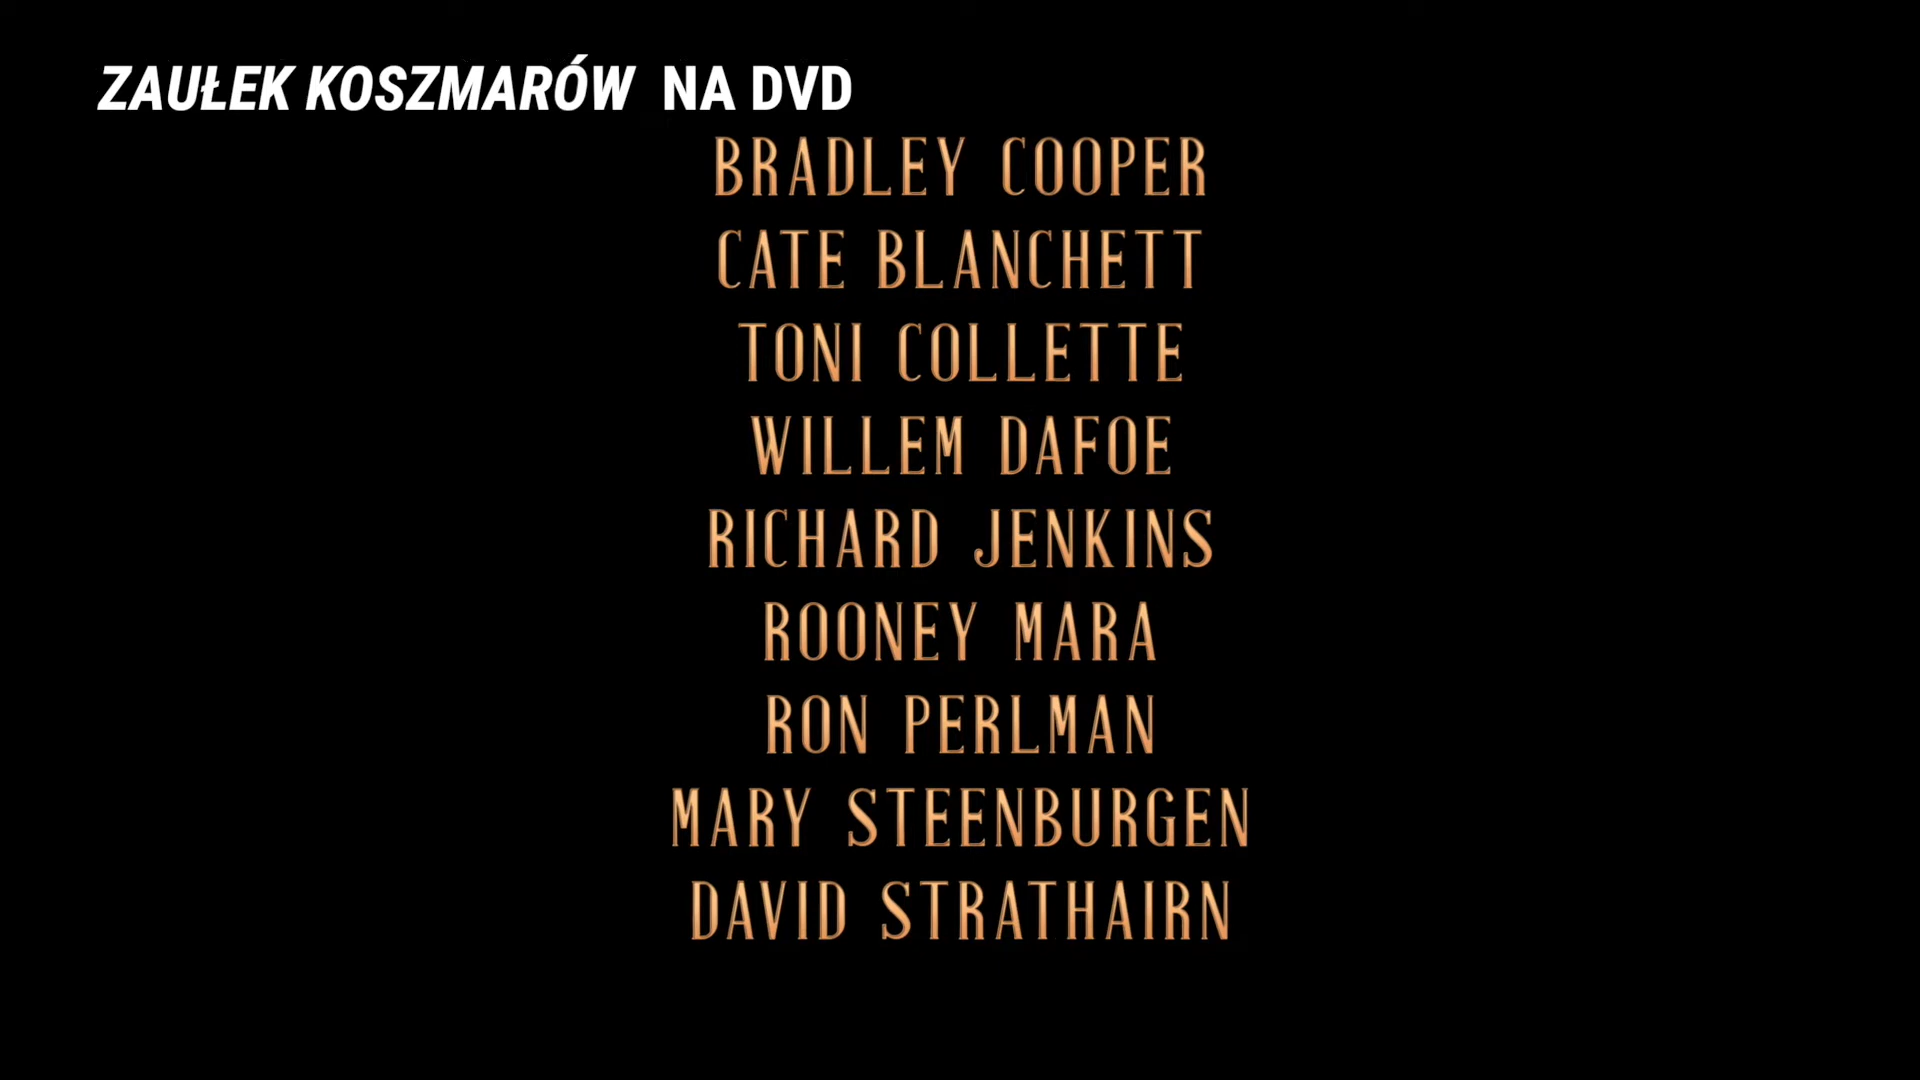 ZAUŁEK KOSZMARÓW NA DVD
BRADLEY COOPER
CATE BLANCHETT
TONI COLLETTE
WILLEM DAFOE
RICHARD JENKINS
ROONEY MARA
RON PERLMAN
MARY STEENBURGEN
DAVID STRATHAIRN